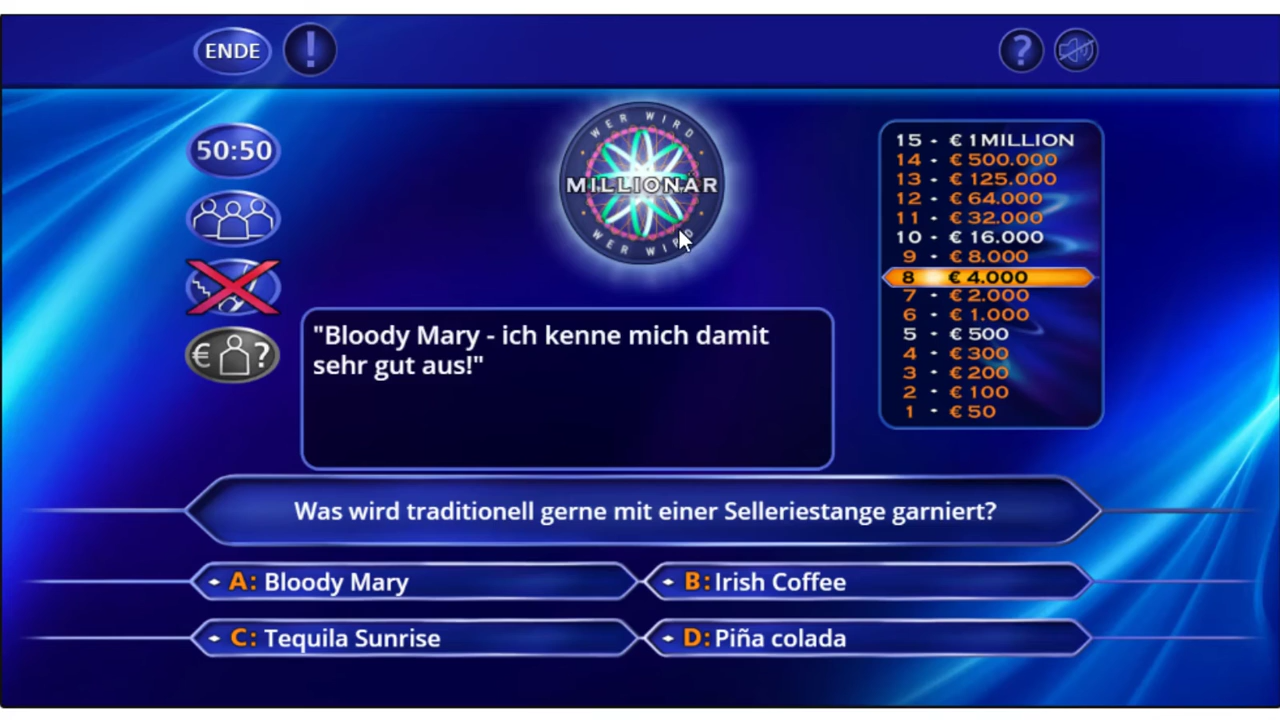 ENDE
!
?
50:50
€ ?
WER WIRD
MILLIONÄR
WER WIRD
15 · € 1 MILLION
14 · € 500.000
13 · € 125.000
12 · € 64.000
11 · € 32.000
10 · € 16.000
9 · € 8.000
8 € 4.000
7 · € 2.000
6 · € 1.000
5 · € 500
4 · € 300
3 · € 200
2 · € 100
1 · € 50
"Bloody Mary - ich kenne mich damit
sehr gut aus!"
Was wird traditionell gerne mit einer Selleriestange garniert?
A: Bloody Mary
B: Irish Coffee
C: Tequila Sunrise
D: Piña colada